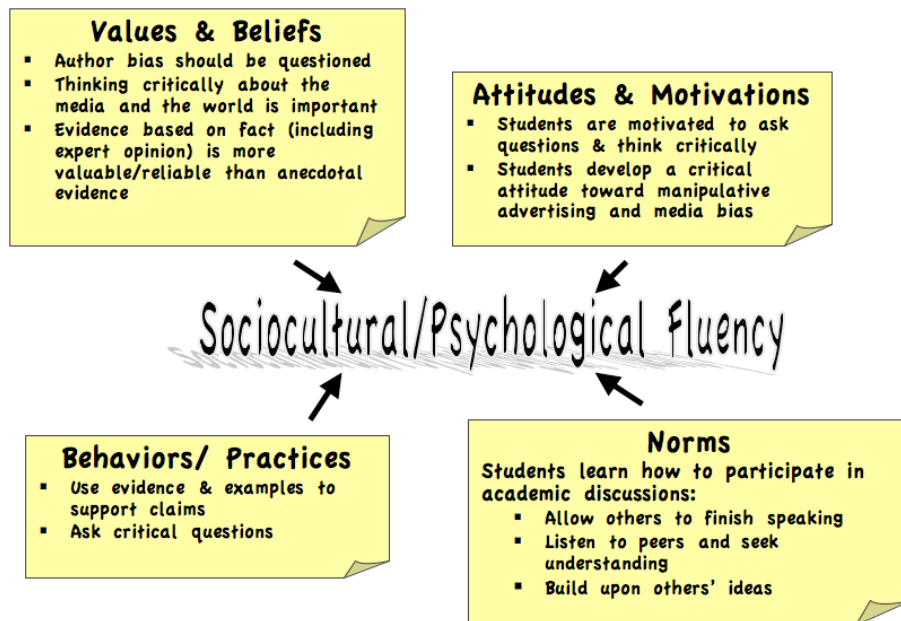 Values & Beliefs
▪ Author bias should be questioned
▪ Thinking critically about the
media and the world is important
▪ Evidence based on fact (including
expert opinion) is more
valuable/reliable than anecdotal
evidence
Attitudes & Motivations
▪ Students are motivated to ask
questions & think critically
▪ Students develop a critical
attitude toward manipulative
advertising and media bias
Sociocultural/Psychological Fluency
Behaviors/ Practices
▪ Use evidence & examples to
support claims
▪ Ask critical questions
Norms
Students learn how to participate in
academic discussions:
▪ Allow others to finish speaking
▪ Listen to peers and seek
understanding
▪ Build upon others' ideas